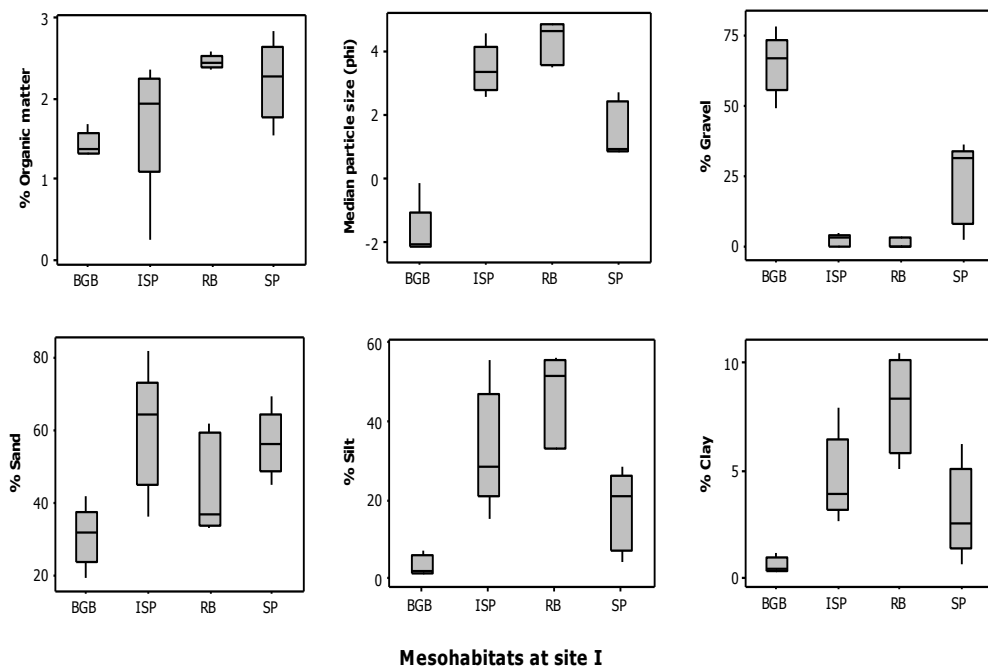 % Organic matter
3
2
1
0
BGB ISP RB SP
Median particle size (phi)
4
2
0
-2
BGB ISP RB SP
% Gravel
75
50
25
0
BGB ISP RB SP
% Sand
80
60
40
20
BGB ISP RB SP
% Silt
60
40
20
0
BGB ISP RB SP
% Clay
10
5
0
BGB ISP RB SP
Mesohabitats at site I